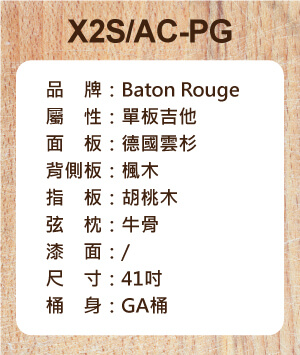 X2S/AC-PG
品　牌：Baton Rouge
屬　性：單板吉他
面　板：德國雲杉
背側板：楓木
指　板：胡桃木
弦　枕：牛骨
漆　面：/
尺　寸：41吋
桶　身：GA桶